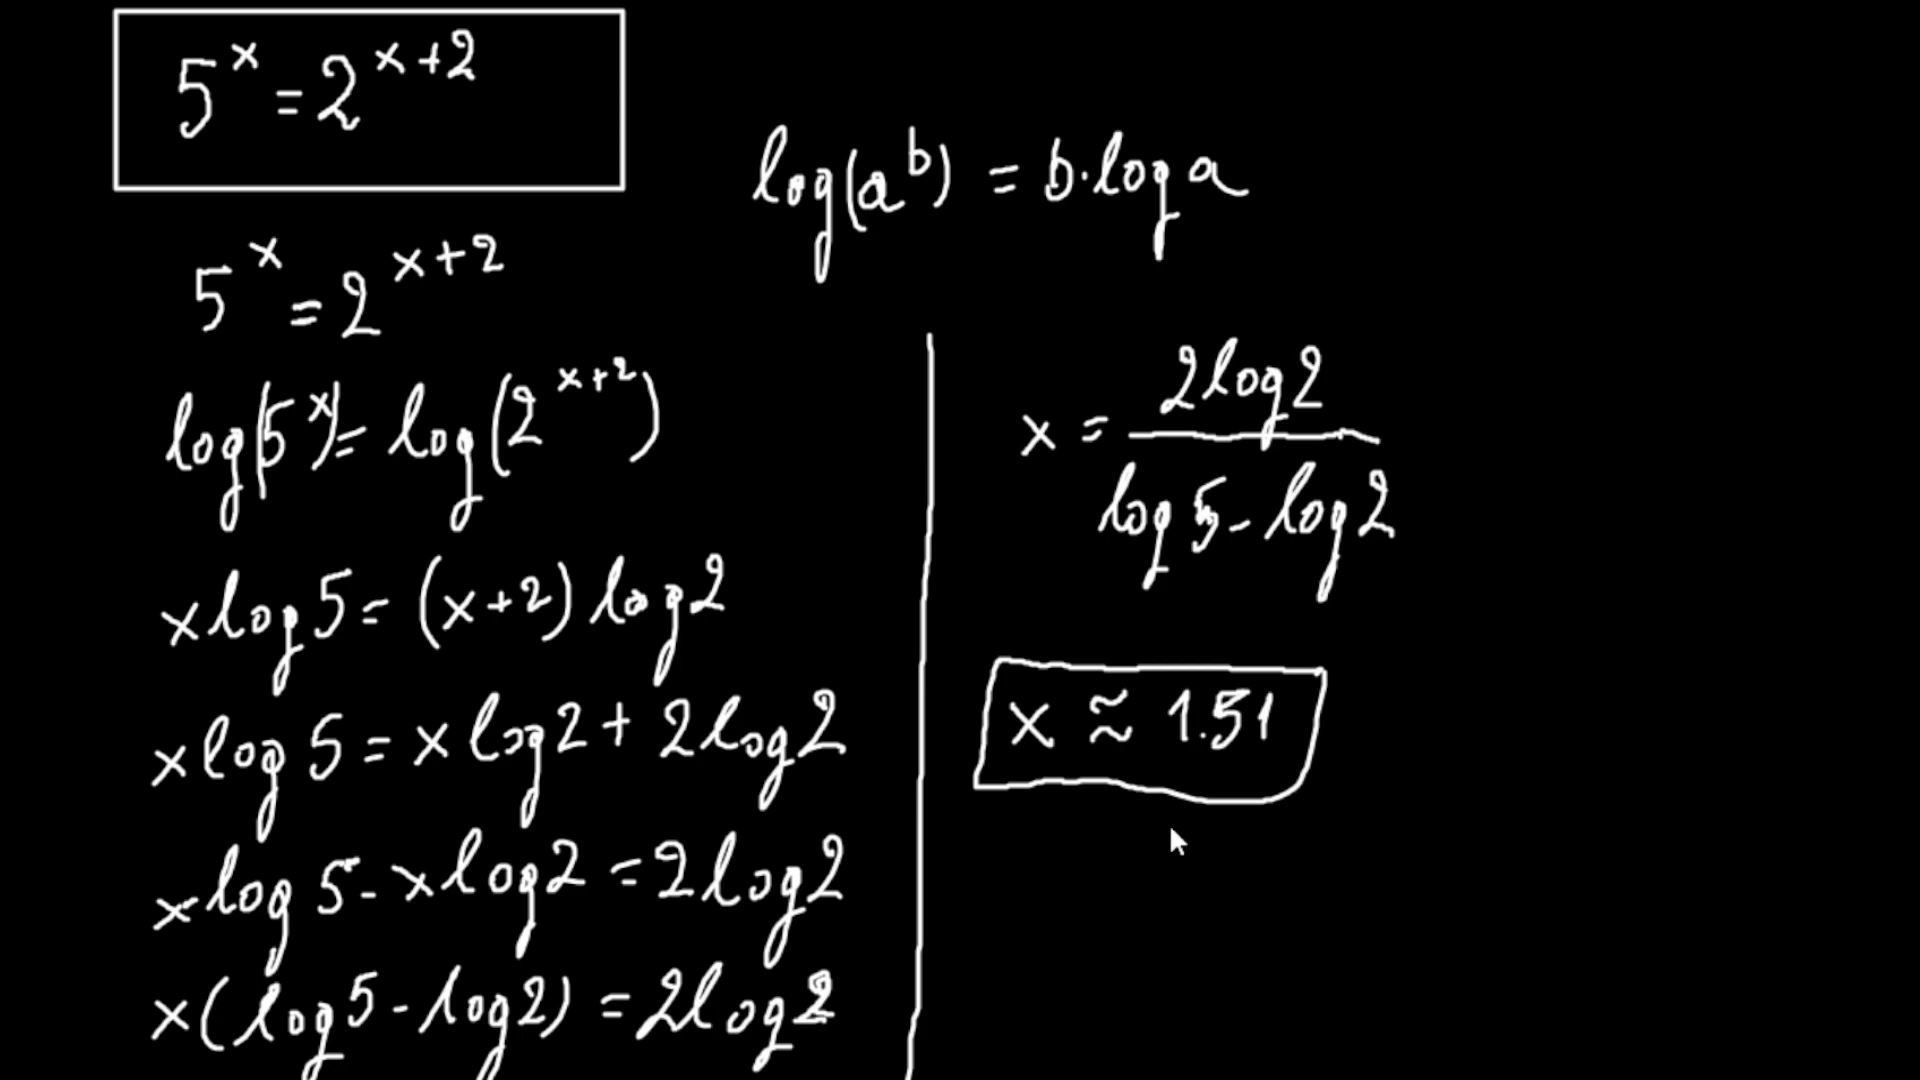 5^x = 2^(x+2)
log(a^b) = b·log a
5^x = 2^(x+2)
log(5^x) = log(2^(x+2))
x log 5 = (x+2) log 2
x log 5 = x log 2 + 2 log 2
x log 5 - x log 2 = 2 log 2
x(log 5 - log 2) = 2 log 2
x = (2 log 2)/(log 5 - log 2)
x ≈ 1.51